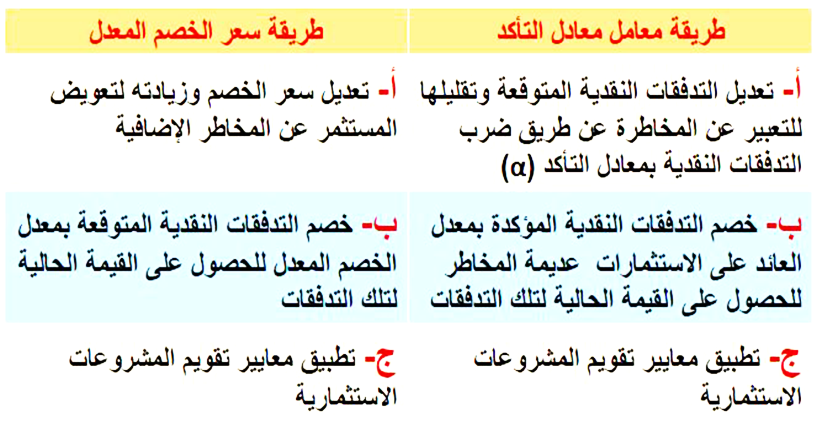 طريقة معامل معادل التأكد
طريقة سعر الخصم المعدل
أ- تعديل التدفقات النقدية المتوقعة وتقليلها
للتعبير عن المخاطرة عن طريق ضرب
التدفقات النقدية بمعادل التأكد (α)
أ- تعديل سعر الخصم وزيادته لتعويض
المستثمر عن المخاطر الإضافية
ب- خصم التدفقات النقدية المؤكدة بمعدل
العائد على الاستثمارات عديمة المخاطر
للحصول على القيمة الحالية لتلك التدفقات
ب- خصم التدفقات النقدية المتوقعة بمعدل
الخصم المعدل للحصول على القيمة الحالية
لتلك التدفقات
ج- تطبيق معايير تقويم المشروعات
الاستثمارية
ج- تطبيق معايير تقويم المشروعات
الاستثمارية